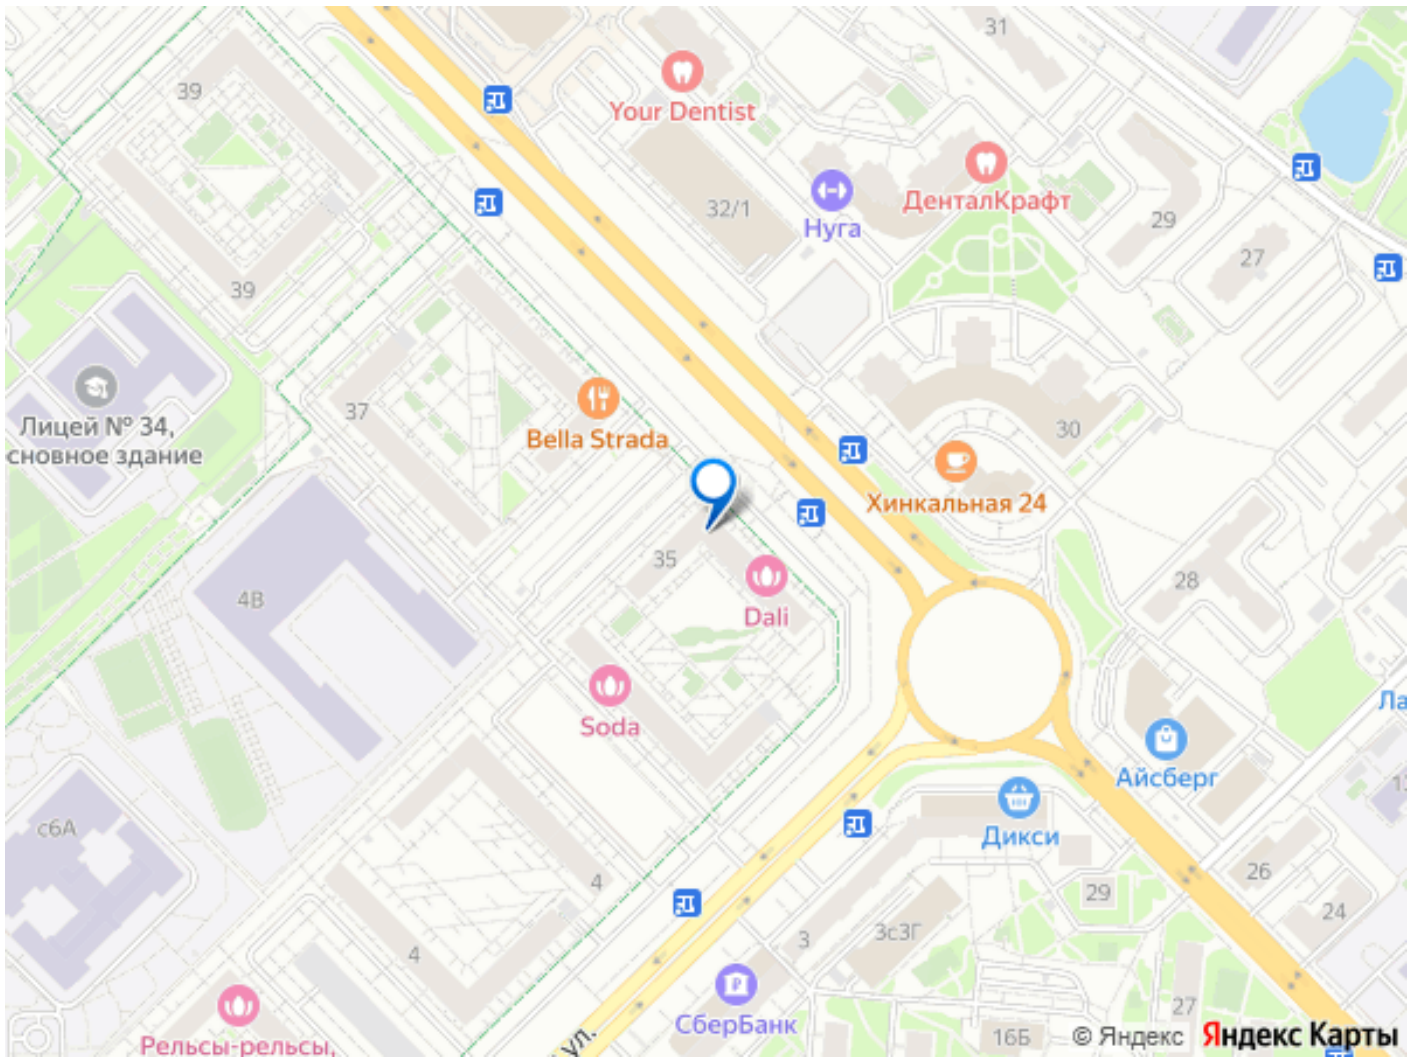 31
39
Your Dentist
32/1
ДенталКрафт
Нуга
29
27
39
Лицей № 34,
сновное здание
37
Bella Strada
30
Хинкальная 24
35
28
4В
Dali
Soda
Ла
Айсберг
с6А
Дикси
26
4
29
24
3с3Г
3
4
СберБанк
27
ул.
16Б
© Яндекс
Яндекс Карты
Рельсы-рельсы,